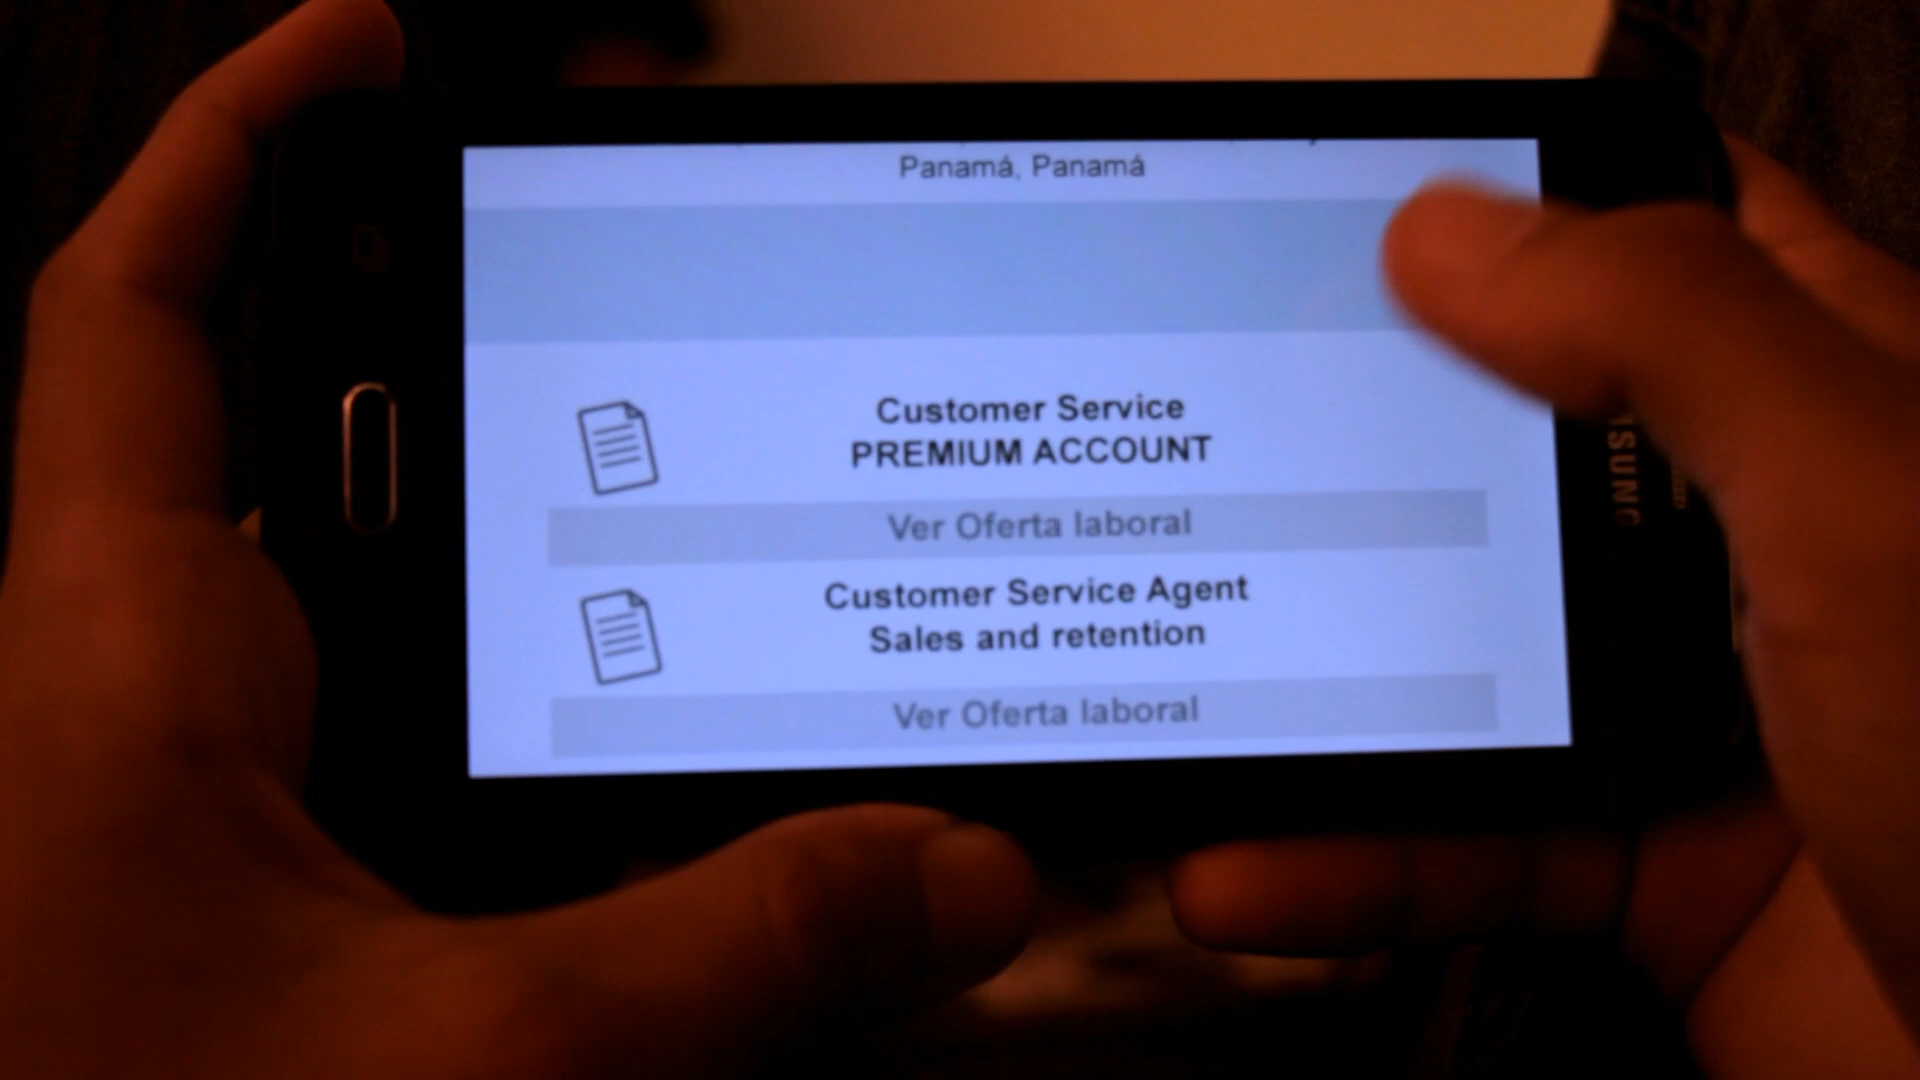 Panamá, Panamá
Customer Service
PREMIUM ACCOUNT
Ver Oferta laboral
Customer Service Agent
Sales and retention
Ver Oferta laboral